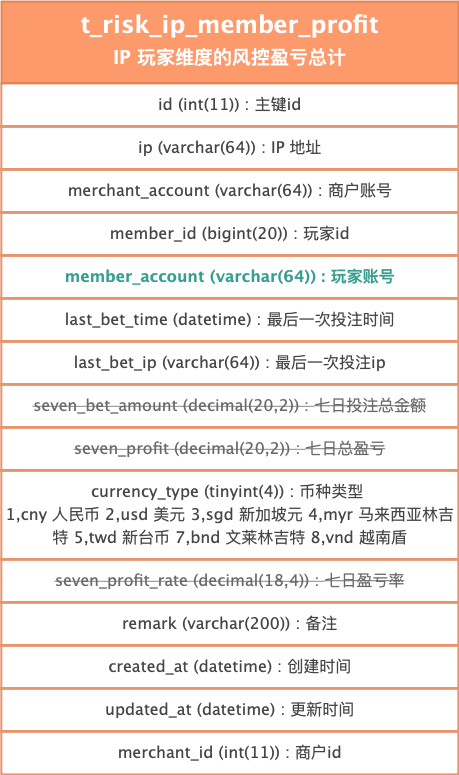 t_risk_ip_member_profit
IP 玩家维度的风控盈亏总计
id (int(11)) : 主键id
ip (varchar(64)) : IP 地址
merchant_account (varchar(64)) : 商户账号
member_id (bigint(20)) : 玩家id
member_account (varchar(64)) : 玩家账号
last_bet_time (datetime) : 最后一次投注时间
last_bet_ip (varchar(64)) : 最后一次投注ip
seven_bet_amount (decimal(20,2)) : 七日投注总金额
seven_profit (decimal(20,2)) : 七日总盈亏
currency_type (tinyint(4)) : 币种类型
1,cny 人民币 2,usd 美元 3,sgd 新加坡元 4,myr 马来西亚林吉
特 5,twd 新台币 7,bnd 文莱林吉特 8,vnd 越南盾
seven_profit_rate (decimal(18,4)) : 七日盈亏率
remark (varchar(200)) : 备注
created_at (datetime) : 创建时间
updated_at (datetime) : 更新时间
merchant_id (int(11)) : 商户id